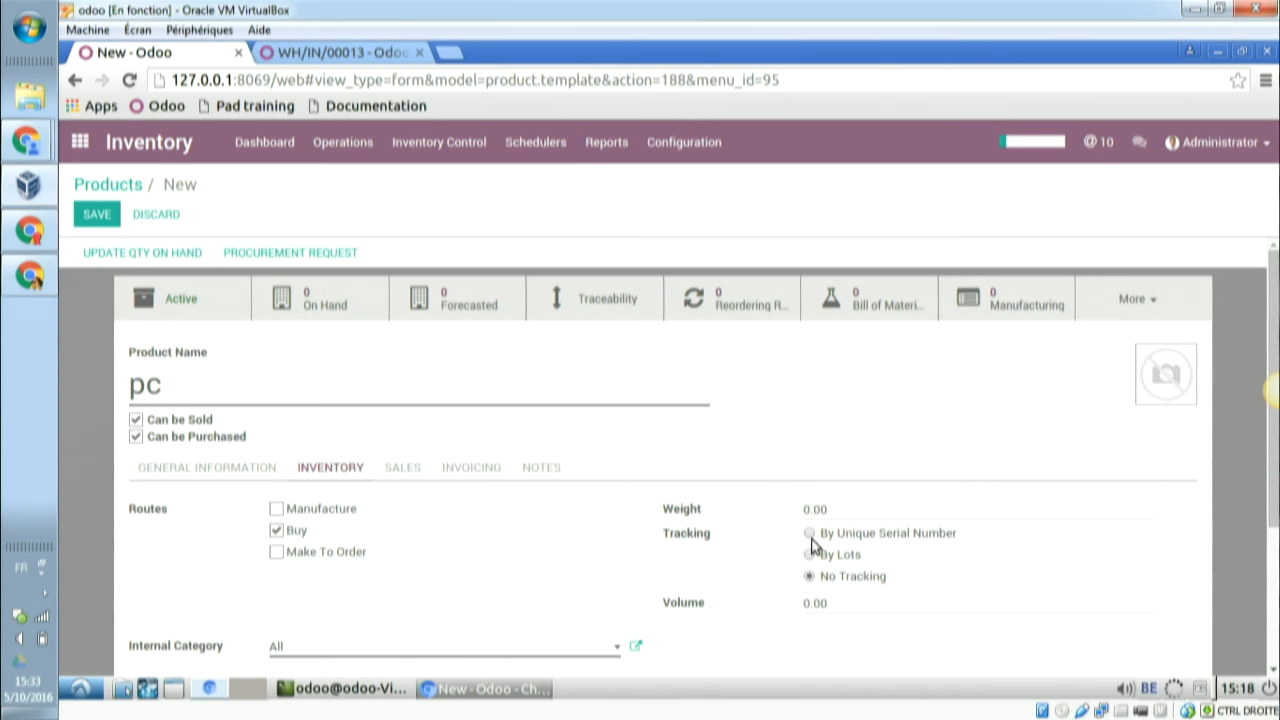 odoo [En fonction] - Oracle VM VirtualBox
Machine Écran Périphériques Aide
New - Odoo × WH/IN/00013 - Odoo ×
127.0.0.1:8069/web#view_type=form&model=product.template&action=188&menu_id=95
Apps Odoo Pad training Documentation
Inventory Dashboard Operations Inventory Control Schedulers Reports Configuration @ 10 Administrator
Products / New
SAVE DISCARD
UPDATE QTY ON HAND PROCUREMENT REQUEST
Active
0
On Hand
0
Forecasted
Traceability
0
Reordering R...
0
Bill of Materi...
0
Manufacturing
More
Product Name
pc
Can be Sold
Can be Purchased
GENERAL INFORMATION INVENTORY SALES INVOICING NOTES
Routes
Manufacture
Buy
Make To Order
Weight 0.00
Tracking
By Unique Serial Number
By Lots
No Tracking
Volume 0.00
Internal Category All
FR
15:33
5/10/2016
odoo@odoo-Vi... New - Odoo - Ch...
BE 15:18
CTRL DROITE